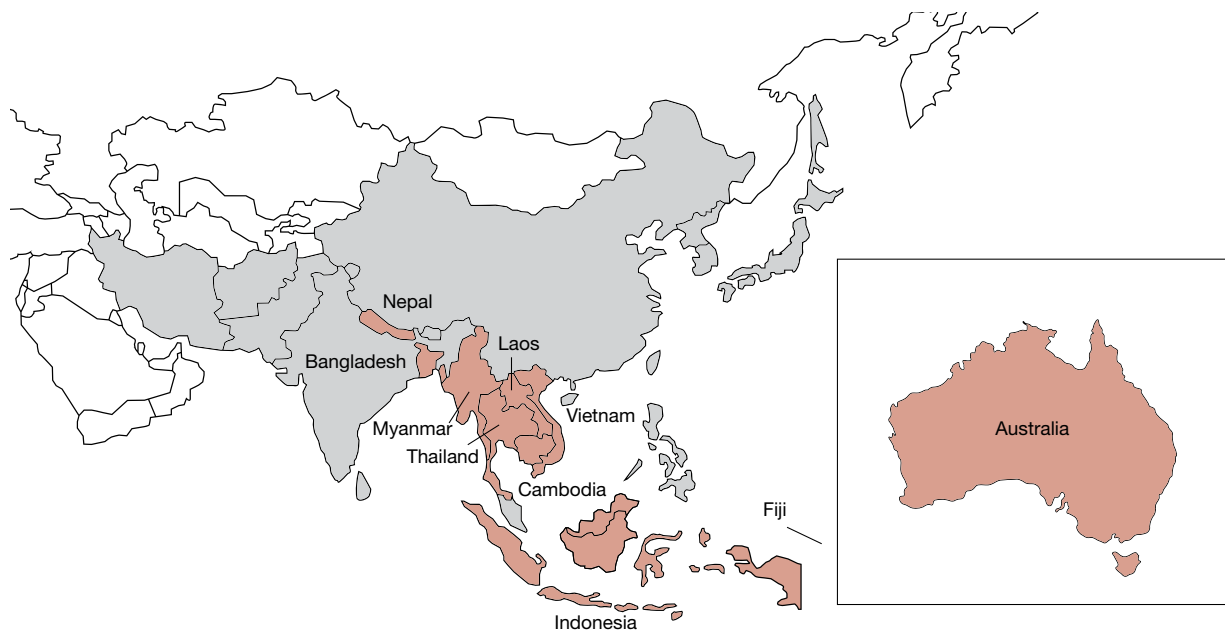 Nepal
Laos
Bangladesh
Vietnam
Myanmar
Thailand
Cambodia
Fiji
Australia
Indonesia